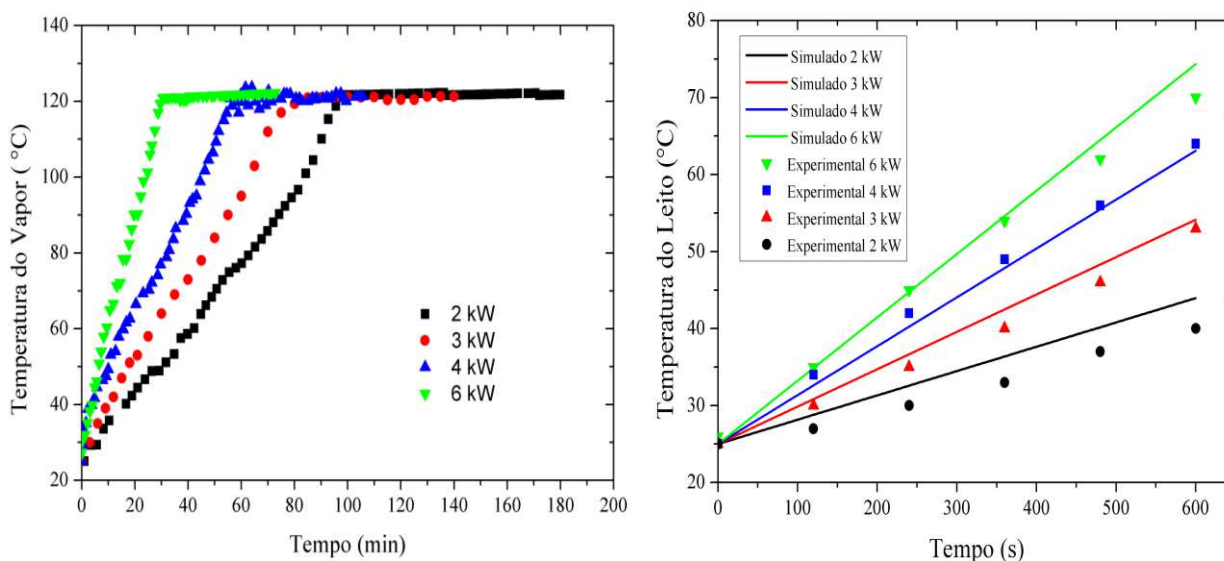 Temperatura do Vapor ( °C)
140
120
100
80
60
40
20
0 20 40 60 80 100 120 140 160 180 200
Tempo (min)
2 kW
3 kW
4 kW
6 kW
Temperatura do Leito (°C)
80
70
60
50
40
30
20
0 100 200 300 400 500 600
Tempo (s)
Simulado 2 kW
Simulado 3 kW
Simulado 4 kW
Simulado 6 kW
Experimental 6 kW
Experimental 4 kW
Experimental 3 kW
Experimental 2 kW